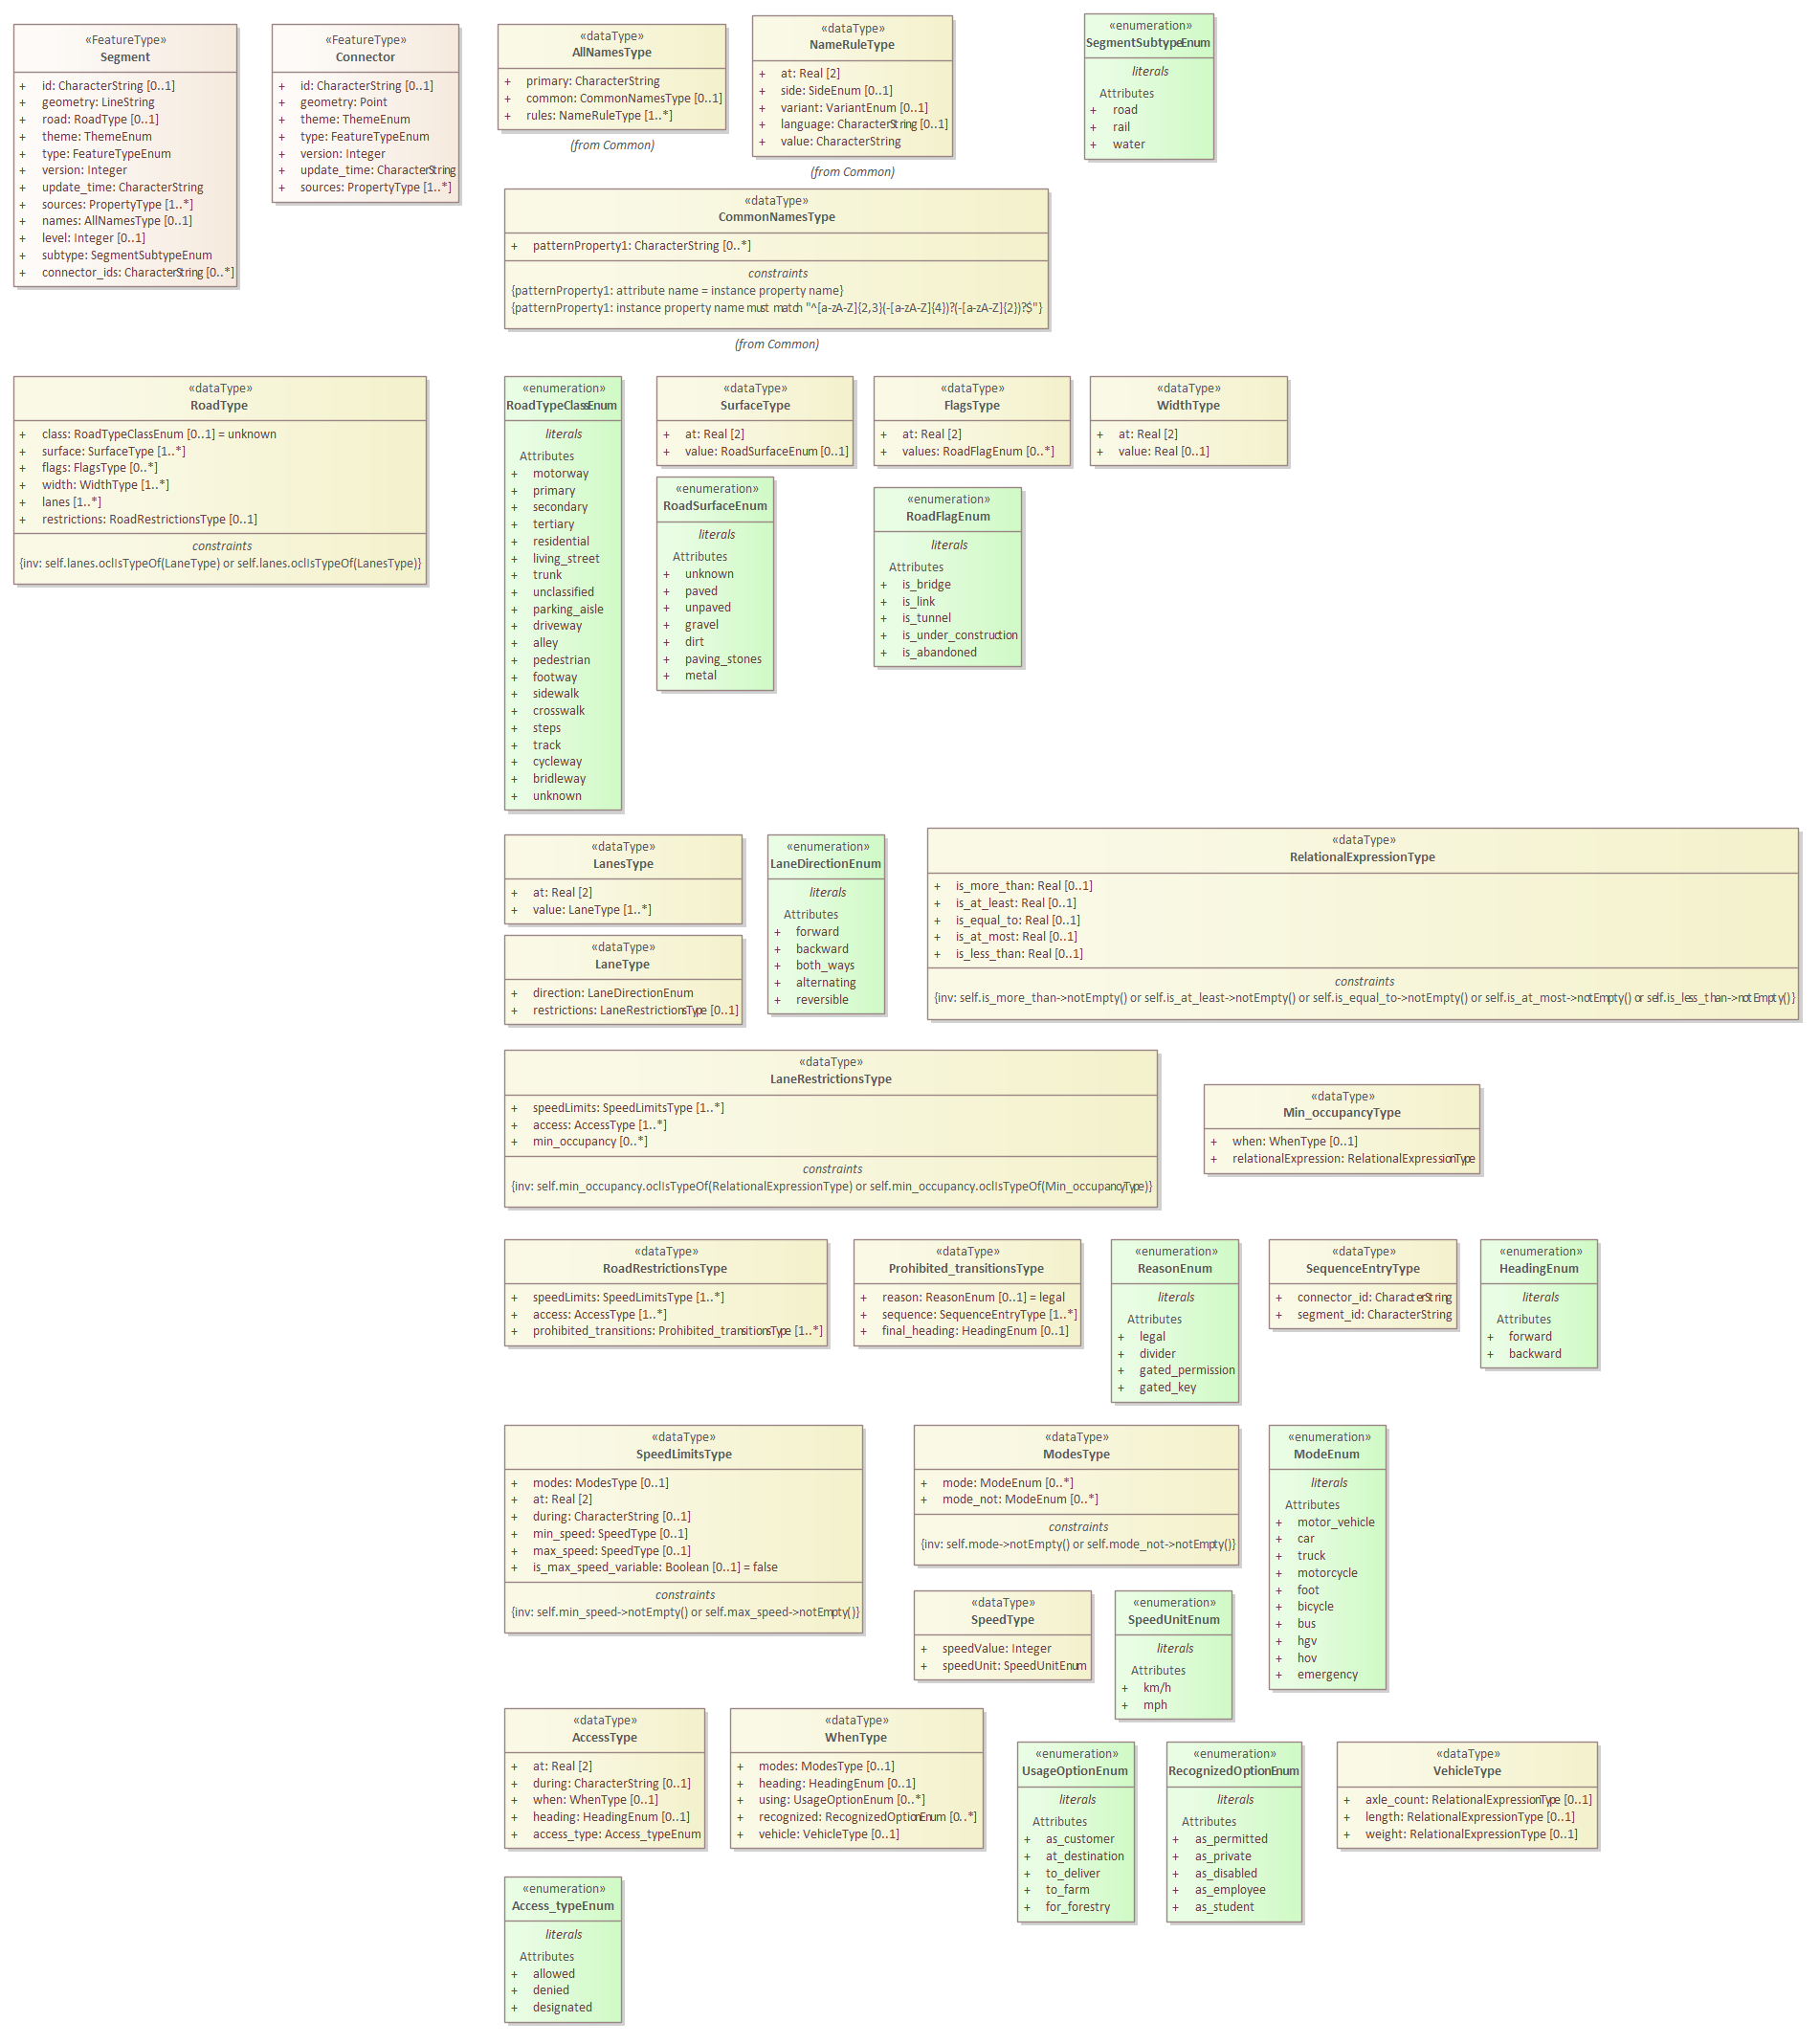 «FeatureType»
Segment
+ id: CharacterString [0..1]
+ geometry: LineString
+ road: RoadType [0..1]
+ theme: ThemeEnum
+ type: FeatureTypeEnum
+ version: Integer
+ update_time: CharacterString
+ sources: PropertyType [1..*]
+ names: AllNamesType [0..1]
+ level: Integer [0..1]
+ subtype: SegmentSubtypeEnum
+ connector_ids: CharacterString [0..*]
«FeatureType»
Connector
+ id: CharacterString [0..1]
+ geometry: Point
+ theme: ThemeEnum
+ type: FeatureTypeEnum
+ version: Integer
+ update_time: CharacterString
+ sources: PropertyType [1..*]
«dataType»
AllNamesType
+ primary: CharacterString
+ common: CommonNamesType [0..1]
+ rules: NameRuleType [1..*]
(from Common)
«dataType»
NameRuleType
+ at: Real [2]
+ side: SideEnum [0..1]
+ variant: VariantEnum [0..1]
+ language: CharacterString [0..1]
+ value: CharacterString
(from Common)
«enumeration»
SegmentSubtypeEnum
literals
Attributes
+ road
+ rail
+ water
«dataType»
CommonNamesType
+ patternProperty1: CharacterString [0..*]
constraints
{patternProperty1: attribute name = instance property name}
{patternProperty1: instance property name must match "^[a-zA-Z]{2,3}(-[a-zA-Z]{4})?(-[a-zA-Z]{2})?$"}
(from Common)
«dataType»
RoadType
+ class: RoadTypeClassEnum [0..1] = unknown
+ surface: SurfaceType [1..*]
+ flags: FlagsType [0..*]
+ width: WidthType [1..*]
+ lanes [1..*]
+ restrictions: RoadRestrictionsType [0..1]
constraints
{inv: self.lanes.oclIsTypeOf(LaneType) or self.lanes.oclIsTypeOf(LanesType)}
«enumeration»
RoadTypeClassEnum
literals
Attributes
+ motorway
+ primary
+ secondary
+ tertiary
+ residential
+ living_street
+ trunk
+ unclassified
+ parking_aisle
+ driveway
+ alley
+ pedestrian
+ footway
+ sidewalk
+ crosswalk
+ steps
+ track
+ cycleway
+ bridleway
+ unknown
«dataType»
SurfaceType
+ at: Real [2]
+ value: RoadSurfaceEnum [0..1]
«dataType»
FlagsType
+ at: Real [2]
+ values: RoadFlagEnum [0..*]
«dataType»
WidthType
+ at: Real [2]
+ value: Real [0..1]
«enumeration»
RoadSurfaceEnum
literals
Attributes
+ unknown
+ paved
+ unpaved
+ gravel
+ dirt
+ paving_stones
+ metal
«enumeration»
RoadFlagEnum
literals
Attributes
+ is_bridge
+ is_link
+ is_tunnel
+ is_under_construction
+ is_abandoned
«dataType»
LanesType
+ at: Real [2]
+ value: LaneType [1..*]
«dataType»
LaneType
+ direction: LaneDirectionEnum
+ restrictions: LaneRestrictionsType [0..1]
«enumeration»
LaneDirectionEnum
literals
Attributes
+ forward
+ backward
+ both_ways
+ alternating
+ reversible
«dataType»
RelationalExpressionType
+ is_more_than: Real [0..1]
+ is_at_least: Real [0..1]
+ is_equal_to: Real [0..1]
+ is_at_most: Real [0..1]
+ is_less_than: Real [0..1]
constraints
{inv: self.is_more_than->notEmpty() or self.is_at_least->notEmpty() or self.is_equal_to->notEmpty() or self.is_at_most->notEmpty() or self.is_less_than->notEmpty()}
«dataType»
LaneRestrictionsType
+ speedLimits: SpeedLimitsType [1..*]
+ access: AccessType [1..*]
+ min_occupancy [0..*]
constraints
{inv: self.min_occupancy.oclIsTypeOf(RelationalExpressionType) or self.min_occupancy.oclIsTypeOf(Min_occupancyType)}
«dataType»
Min_occupancyType
+ when: WhenType [0..1]
+ relationalExpression: RelationalExpressionType
«dataType»
RoadRestrictionsType
+ speedLimits: SpeedLimitsType [1..*]
+ access: AccessType [1..*]
+ prohibited_transitions: Prohibited_transitionsType [1..*]
«dataType»
Prohibited_transitionsType
+ reason: ReasonEnum [0..1] = legal
+ sequence: SequenceEntryType [1..*]
+ final_heading: HeadingEnum [0..1]
«enumeration»
ReasonEnum
literals
Attributes
+ legal
+ divider
+ gated_permission
+ gated_key
«dataType»
SequenceEntryType
+ connector_id: CharacterString
+ segment_id: CharacterString
«enumeration»
HeadingEnum
literals
Attributes
+ forward
+ backward
«dataType»
SpeedLimitsType
+ modes: ModesType [0..1]
+ at: Real [2]
+ during: CharacterString [0..1]
+ min_speed: SpeedType [0..1]
+ max_speed: SpeedType [0..1]
+ is_max_speed_variable: Boolean [0..1] = false
constraints
{inv: self.min_speed->notEmpty() or self.max_speed->notEmpty()}
«dataType»
ModesType
+ mode: ModeEnum [0..*]
+ mode_not: ModeEnum [0..*]
constraints
{inv: self.mode->notEmpty() or self.mode_not->notEmpty()}
«enumeration»
ModeEnum
literals
Attributes
+ motor_vehicle
+ car
+ truck
+ motorcycle
+ foot
+ bicycle
+ bus
+ hgv
+ hov
+ emergency
«dataType»
SpeedType
+ speedValue: Integer
+ speedUnit: SpeedUnitEnum
«enumeration»
SpeedUnitEnum
literals
Attributes
+ km/h
+ mph
«dataType»
AccessType
+ at: Real [2]
+ during: CharacterString [0..1]
+ when: WhenType [0..1]
+ heading: HeadingEnum [0..1]
+ access_type: Access_typeEnum
«dataType»
WhenType
+ modes: ModesType [0..1]
+ heading: HeadingEnum [0..1]
+ using: UsageOptionEnum [0..*]
+ recognized: RecognizedOptionEnum [0..*]
+ vehicle: VehicleType [0..1]
«enumeration»
UsageOptionEnum
literals
Attributes
+ as_customer
+ at_destination
+ to_deliver
+ to_farm
+ for_forestry
«enumeration»
RecognizedOptionEnum
literals
Attributes
+ as_permitted
+ as_private
+ as_disabled
+ as_employee
+ as_student
«dataType»
VehicleType
+ axle_count: RelationalExpressionType [0..1]
+ length: RelationalExpressionType [0..1]
+ weight: RelationalExpressionType [0..1]
«enumeration»
Access_typeEnum
literals
Attributes
+ allowed
+ denied
+ designated